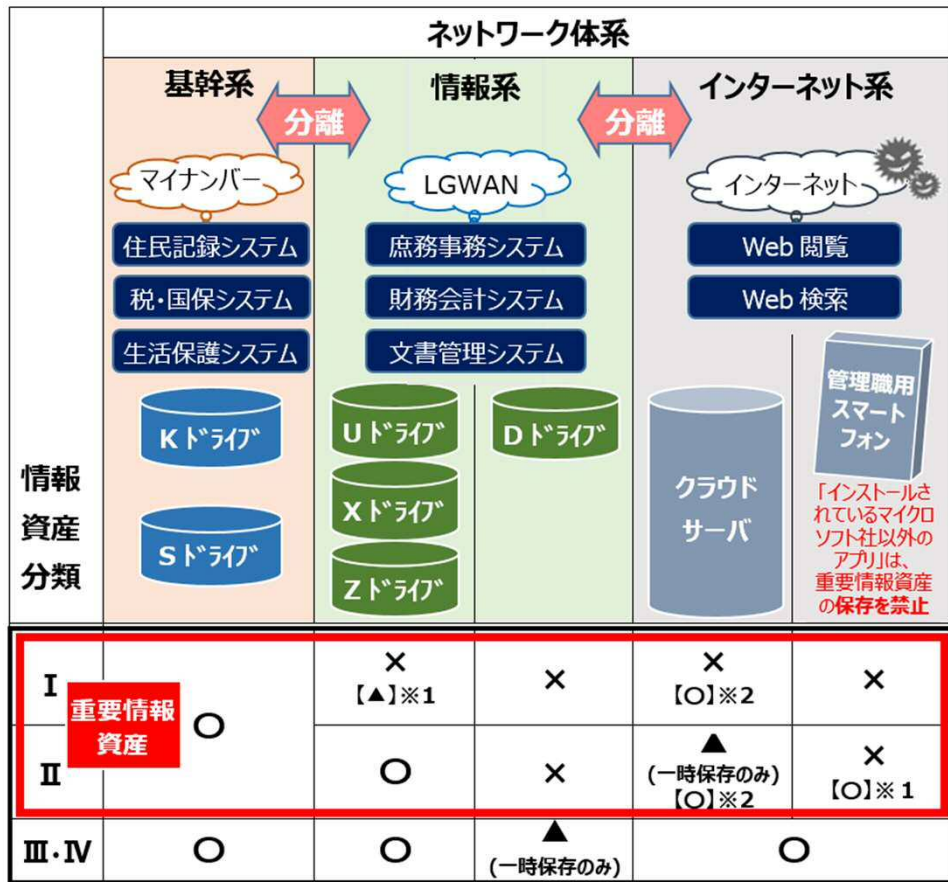 ネットワーク体系
基幹系
情報系
インターネット系
分離
分離
マイナンバー
LGWAN
インターネット
住民記録システム
庶務事務システム
Web 閲覧
税・国保システム
財務会計システム
Web 検索
生活保護システム
文書管理システム
K ﾄﾞﾗｲﾌﾞ
S ﾄﾞﾗｲﾌﾞ
U ﾄﾞﾗｲﾌﾞ
X ﾄﾞﾗｲﾌﾞ
Z ﾄﾞﾗｲﾌﾞ
D ﾄﾞﾗｲﾌﾞ
クラウド
サーバ
管理職用
スマート
フォン
「インストールさ
れているマイクロ
ソフト社以外の
アプリ」は、
重要情報資産
の保存を禁止
情報
資産
分類
Ⅰ
重要情報
資産
○
×
【▲】※1
×
×
【○】※2
×
Ⅱ
○
×
▲
(一時保存のみ)
【○】※2
×
【○】※1
Ⅲ・Ⅳ
○
○
▲
(一時保存のみ)
○